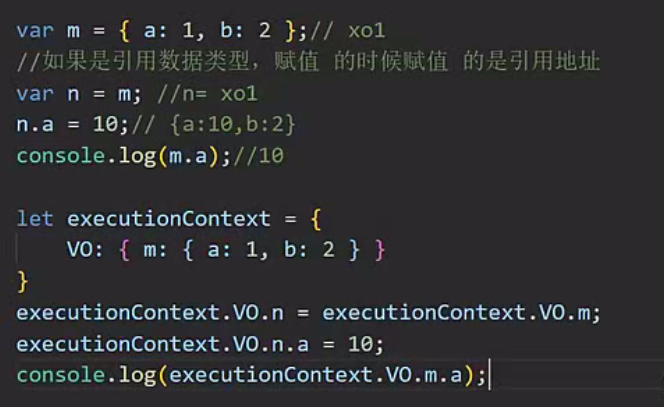 var m = { a: 1, b: 2 };// xo1
//如果是引用数据类型，赋值 的时候赋值 的是引用地址
var n = m; //n= xo1
n.a = 10;// {a:10,b:2}
console.log(m.a);//10
let executionContext = {
    VO: { m: { a: 1, b: 2 } }
}
executionContext.VO.n = executionContext.VO.m;
executionContext.VO.n.a = 10;
console.log(executionContext.VO.m.a);